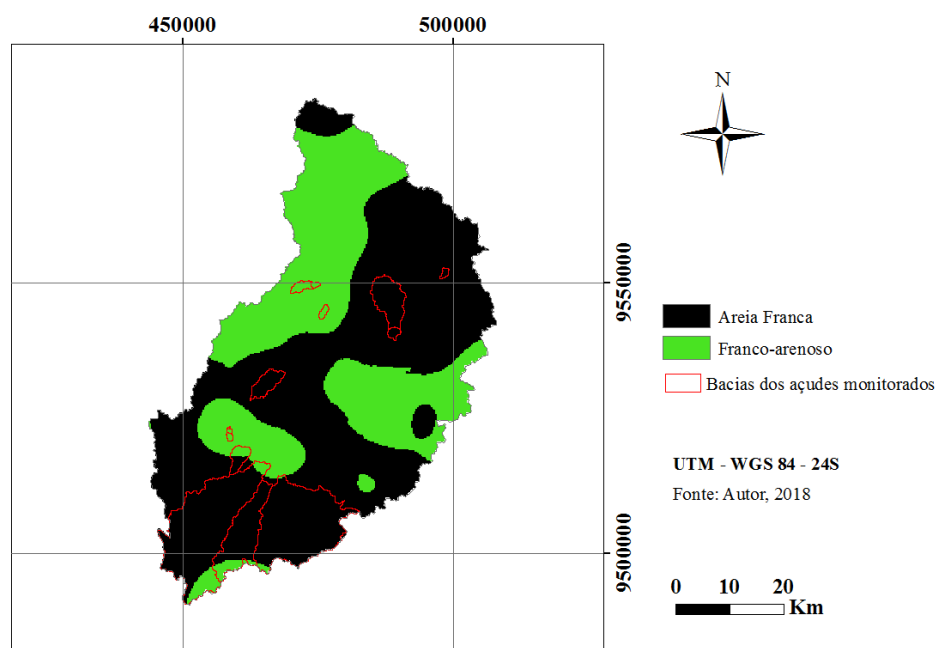 450000 500000
N
9550000
Areia Franca
Franco-arenoso
Bacias dos açudes monitorados
UTM - WGS 84 - 24S
Fonte: Autor, 2018
9500000
0 10 20
Km